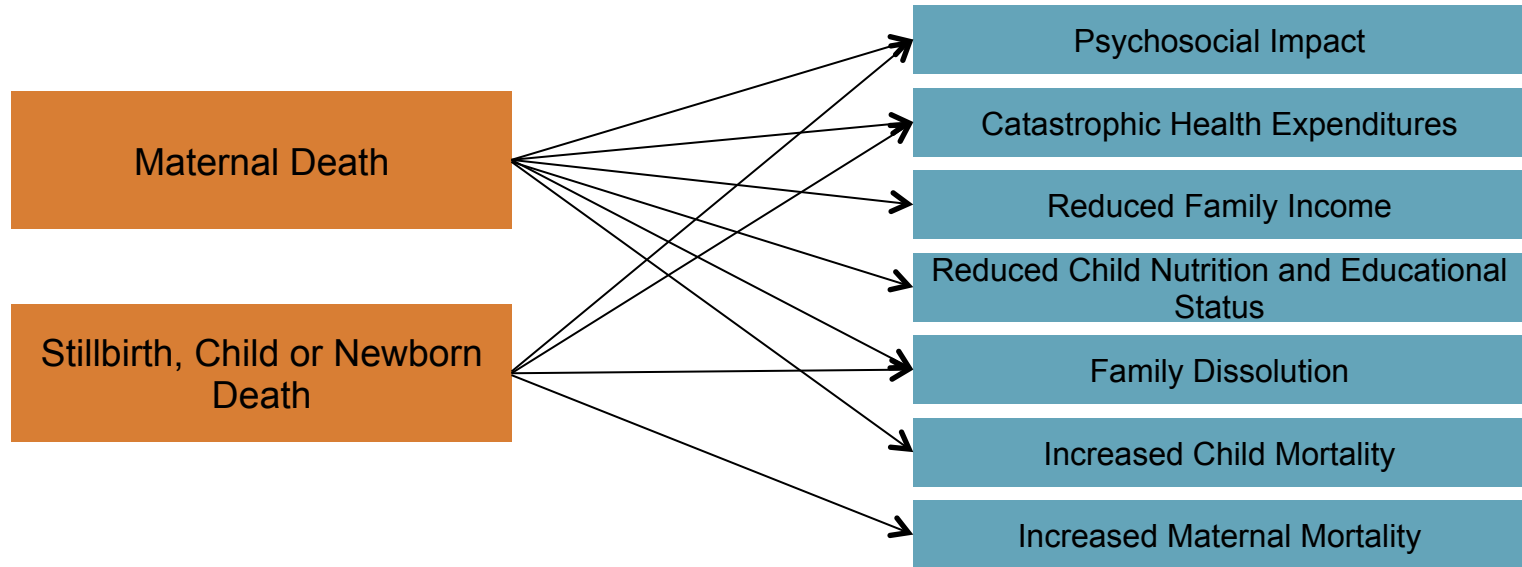 Maternal Death
Stillbirth, Child or Newborn
Death
Psychosocial Impact
Catastrophic Health Expenditures
Reduced Family Income
Reduced Child Nutrition and Educational
Status
Family Dissolution
Increased Child Mortality
Increased Maternal Mortality